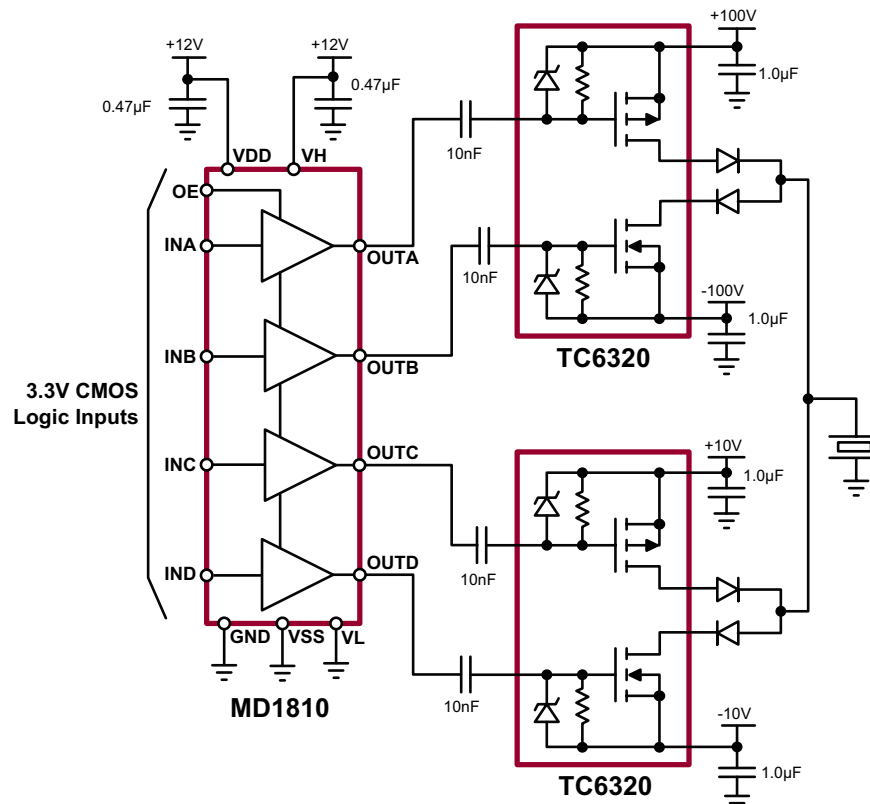 +100V
+12V
+12V
1.0µF
0.47µF
0.47µF
10nF
VDD
VH
OE
INA
OUTA
10nF
-100V
1.0µF
TC6320
INB
OUTB
3.3V CMOS
Logic Inputs
INC
OUTC
+10V
1.0µF
10nF
IND
OUTD
GND
VSS
VL
10nF
MD1810
-10V
1.0µF
TC6320